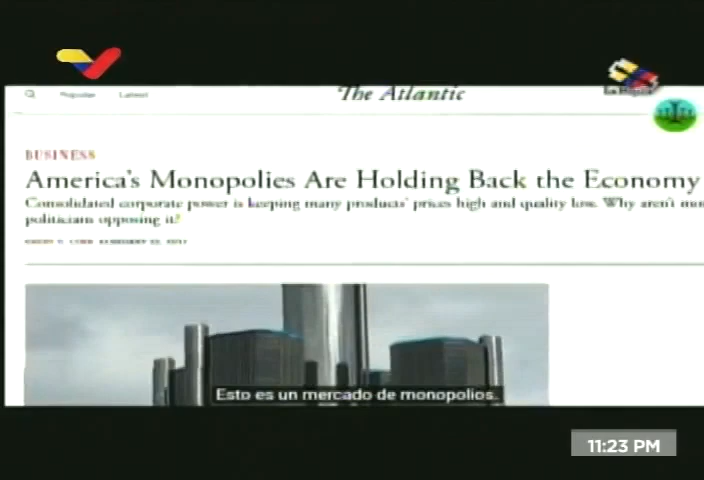 Popular Latest The Atlantic
BUSINESS
America's Monopolies Are Holding Back the Economy
Consolidated corporate power is keeping many products' prices high and quality low. Why aren't
politicians opposing it?
Esto es un mercado de monopolios.
11:23 PM